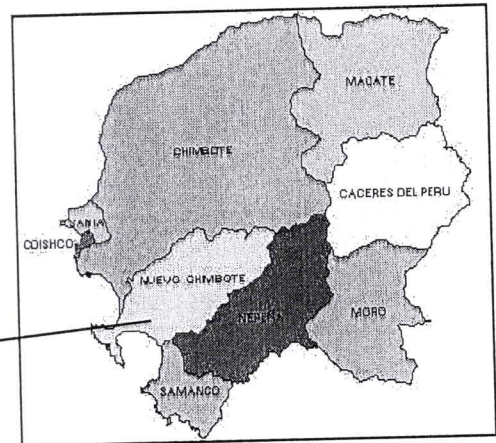 MACATE
CHIMBOTE
CACERES DEL PERU
COISHCO
NUEVO CHIMBOTE
NEPEÑA
MORO
SAMANCO